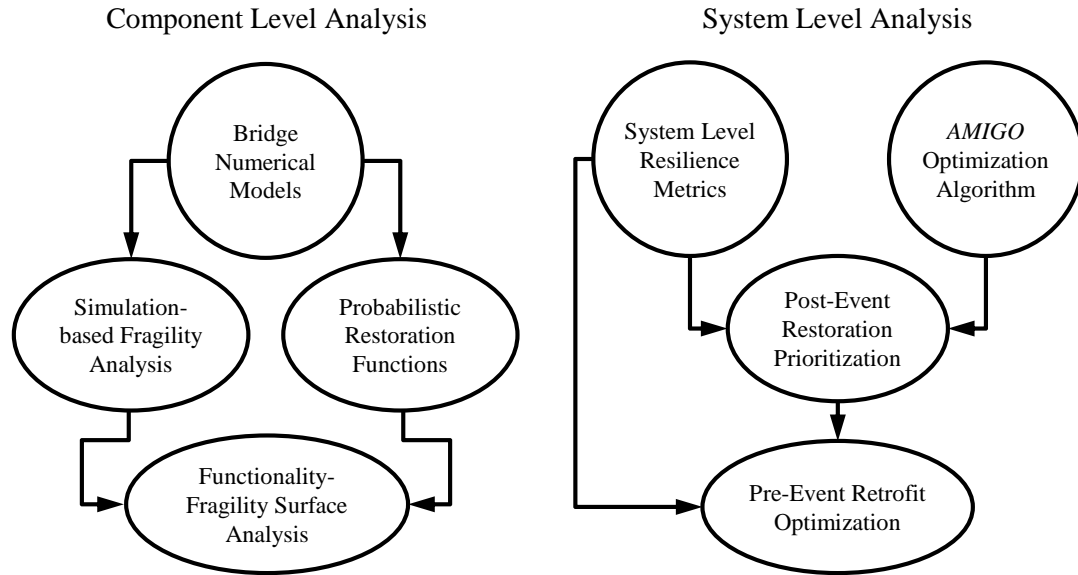 Component Level Analysis
Bridge
Numerical
Models
Simulation-
based Fragility
Analysis
Probabilistic
Restoration
Functions
Functionality-
Fragility Surface
Analysis
System Level Analysis
System Level
Resilience
Metrics
AMIGO
Optimization
Algorithm
Post-Event
Restoration
Prioritization
Pre-Event Retrofit
Optimization